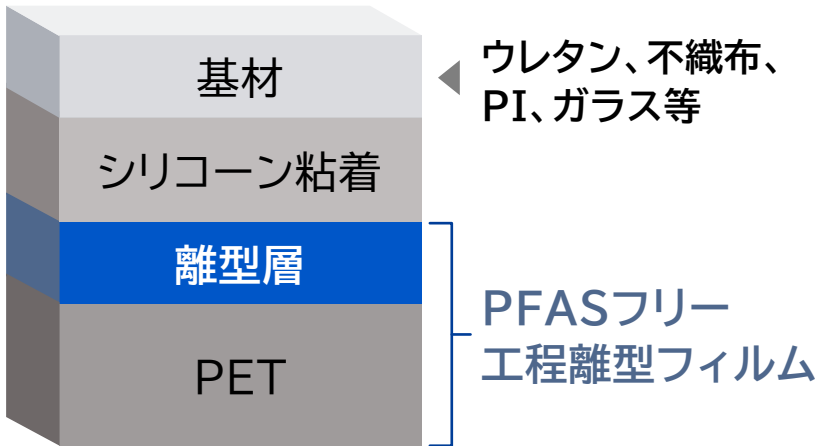 基材
ウレタン、不織布、
PI、ガラス等
シリコーン粘着
離型層
PET
PFASフリー
工程離型フィルム